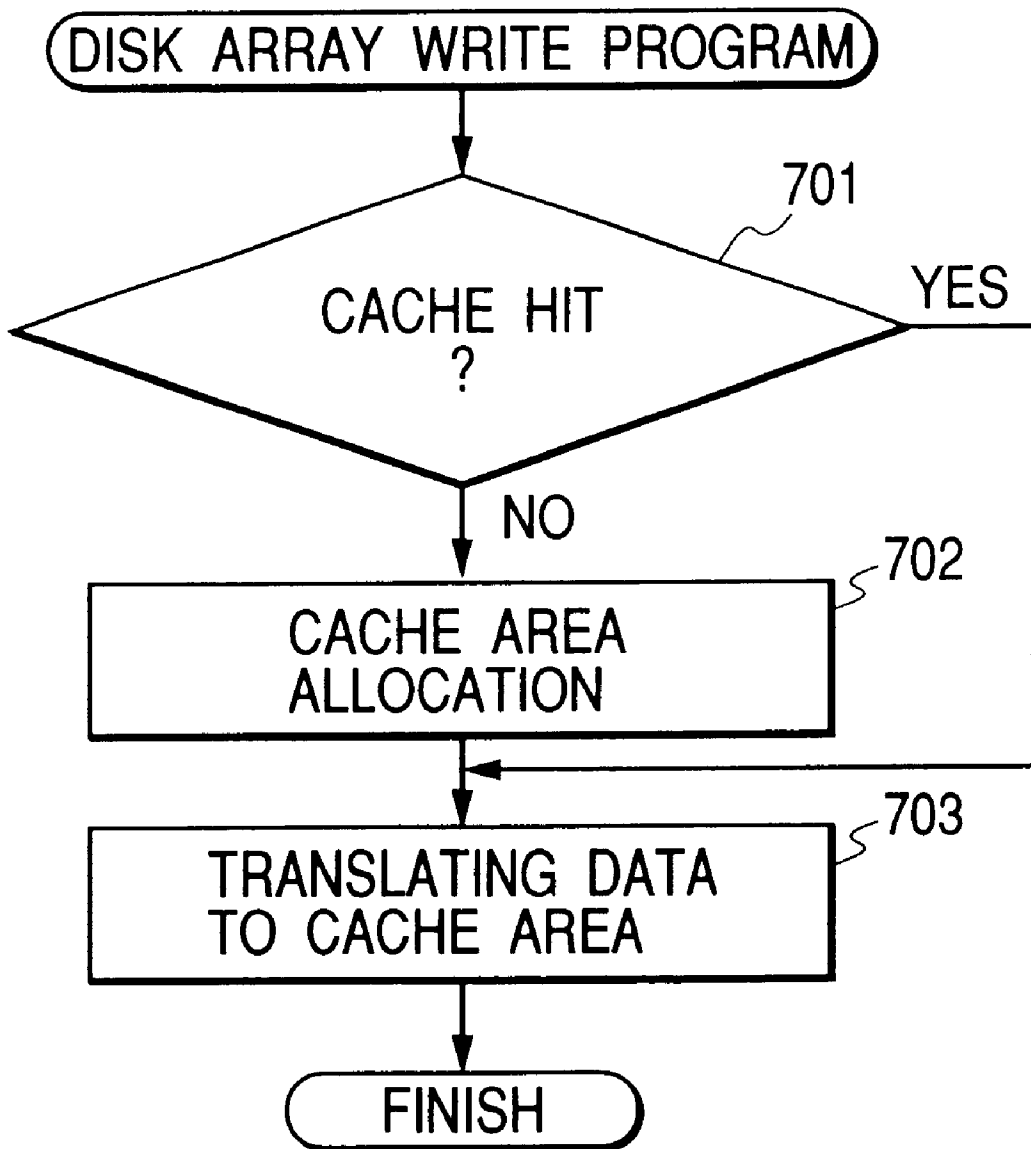 DISK ARRAY WRITE PROGRAM
701
YES
CACHE HIT
?
NO
702
CACHE AREA
ALLOCATION
703
TRANSLATING DATA
TO CACHE AREA
FINISH